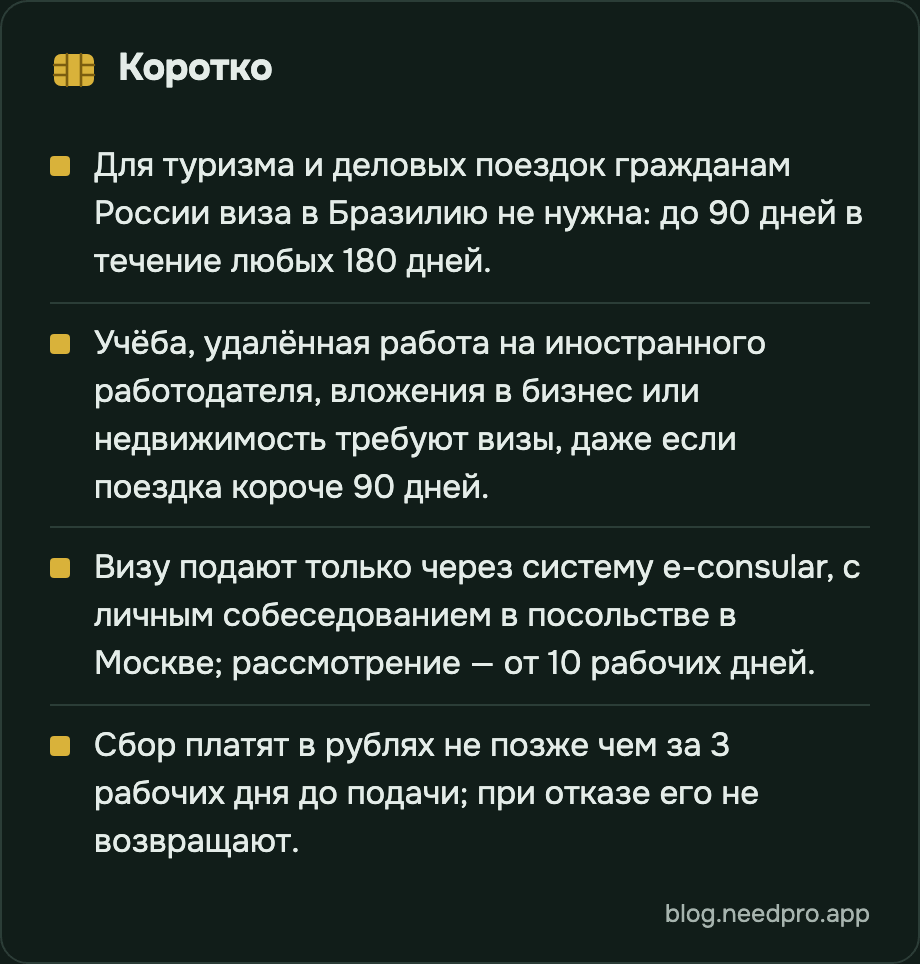 Коротко
Для туризма и деловых поездок гражданам
России виза в Бразилию не нужна: до 90 дней в
течение любых 180 дней.
Учёба, удалённая работа на иностранного
работодателя, вложения в бизнес или
недвижимость требуют визы, даже если
поездка короче 90 дней.
Визу подают только через систему e-consular, с
личным собеседованием в посольстве в
Москве; рассмотрение — от 10 рабочих дней.
Сбор платят в рублях не позже чем за 3
рабочих дня до подачи; при отказе его не
возвращают.
blog.needpro.app